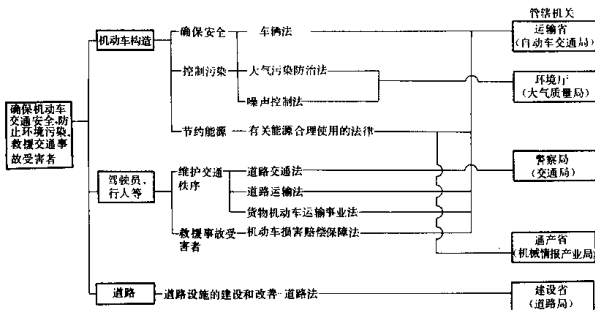 管辖机关
机动车构造
确保安全
车辆法
运输省
(自动车交通局)
控制污染
大气污染防治法
环境厅
(大气质量局)
噪声控制法
确保机动车
交通安全、防
止环境污染、
救援交通事
故受害者
节约能源
有关能源合理使用的法律
驾驶员、
行人等
维护交通
秩序
道路交通法
警察局
(交通局)
道路运输法
货物机动车运输事业法
救援事故受
害者
机动车损害赔偿保障法
通产省
(机械情报产业局)
道路
道路设施的建设和改善
道路法
建设省
(道路局)